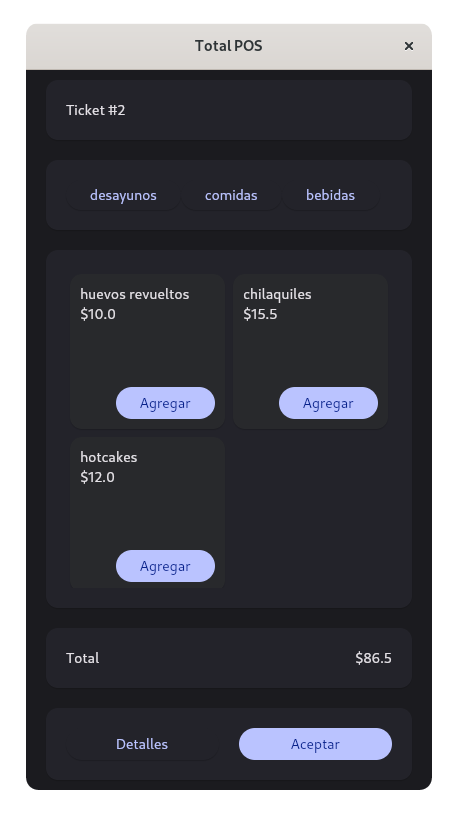 Total POS ×
Ticket #2
desayunos comidas bebidas
huevos revueltos
$10.0
Agregar
chilaquiles
$15.5
Agregar
hotcakes
$12.0
Agregar
Total $86.5
Detalles Aceptar